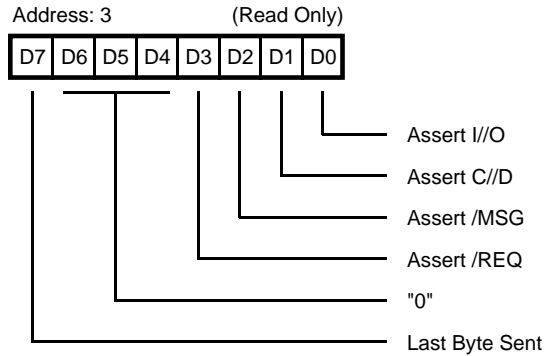 Address: 3 (Read Only)
D7 D6 D5 D4 D3 D2 D1 D0
Assert I//O
Assert C//D
Assert /MSG
Assert /REQ
"0"
Last Byte Sent